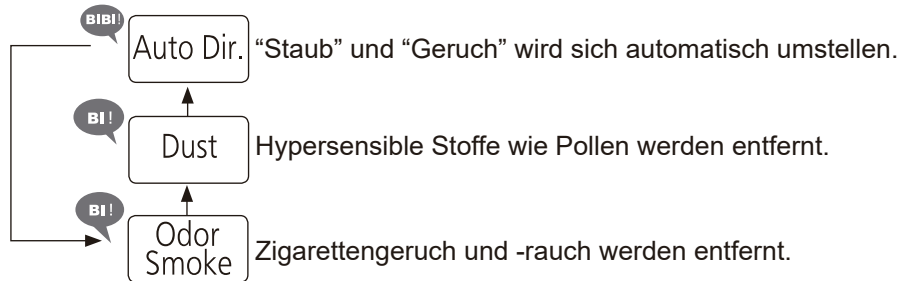 BIBI!
Auto Dir. “Staub” und “Geruch” wird sich automatisch umstellen.
BI!
Dust Hypersensible Stoffe wie Pollen werden entfernt.
BI!
Odor
Smoke Zigarettengeruch und -rauch werden entfernt.